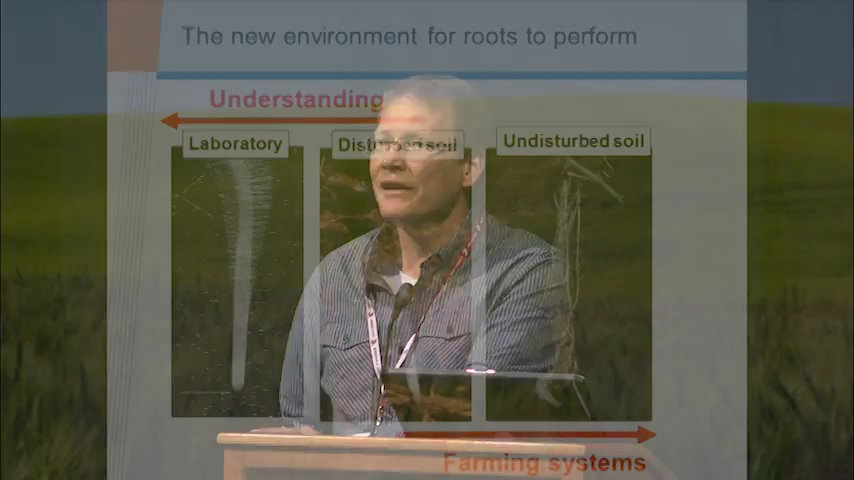 The new environment for roots to perform
Understanding
Laboratory
Disturbed soil
Undisturbed soil
Farming systems